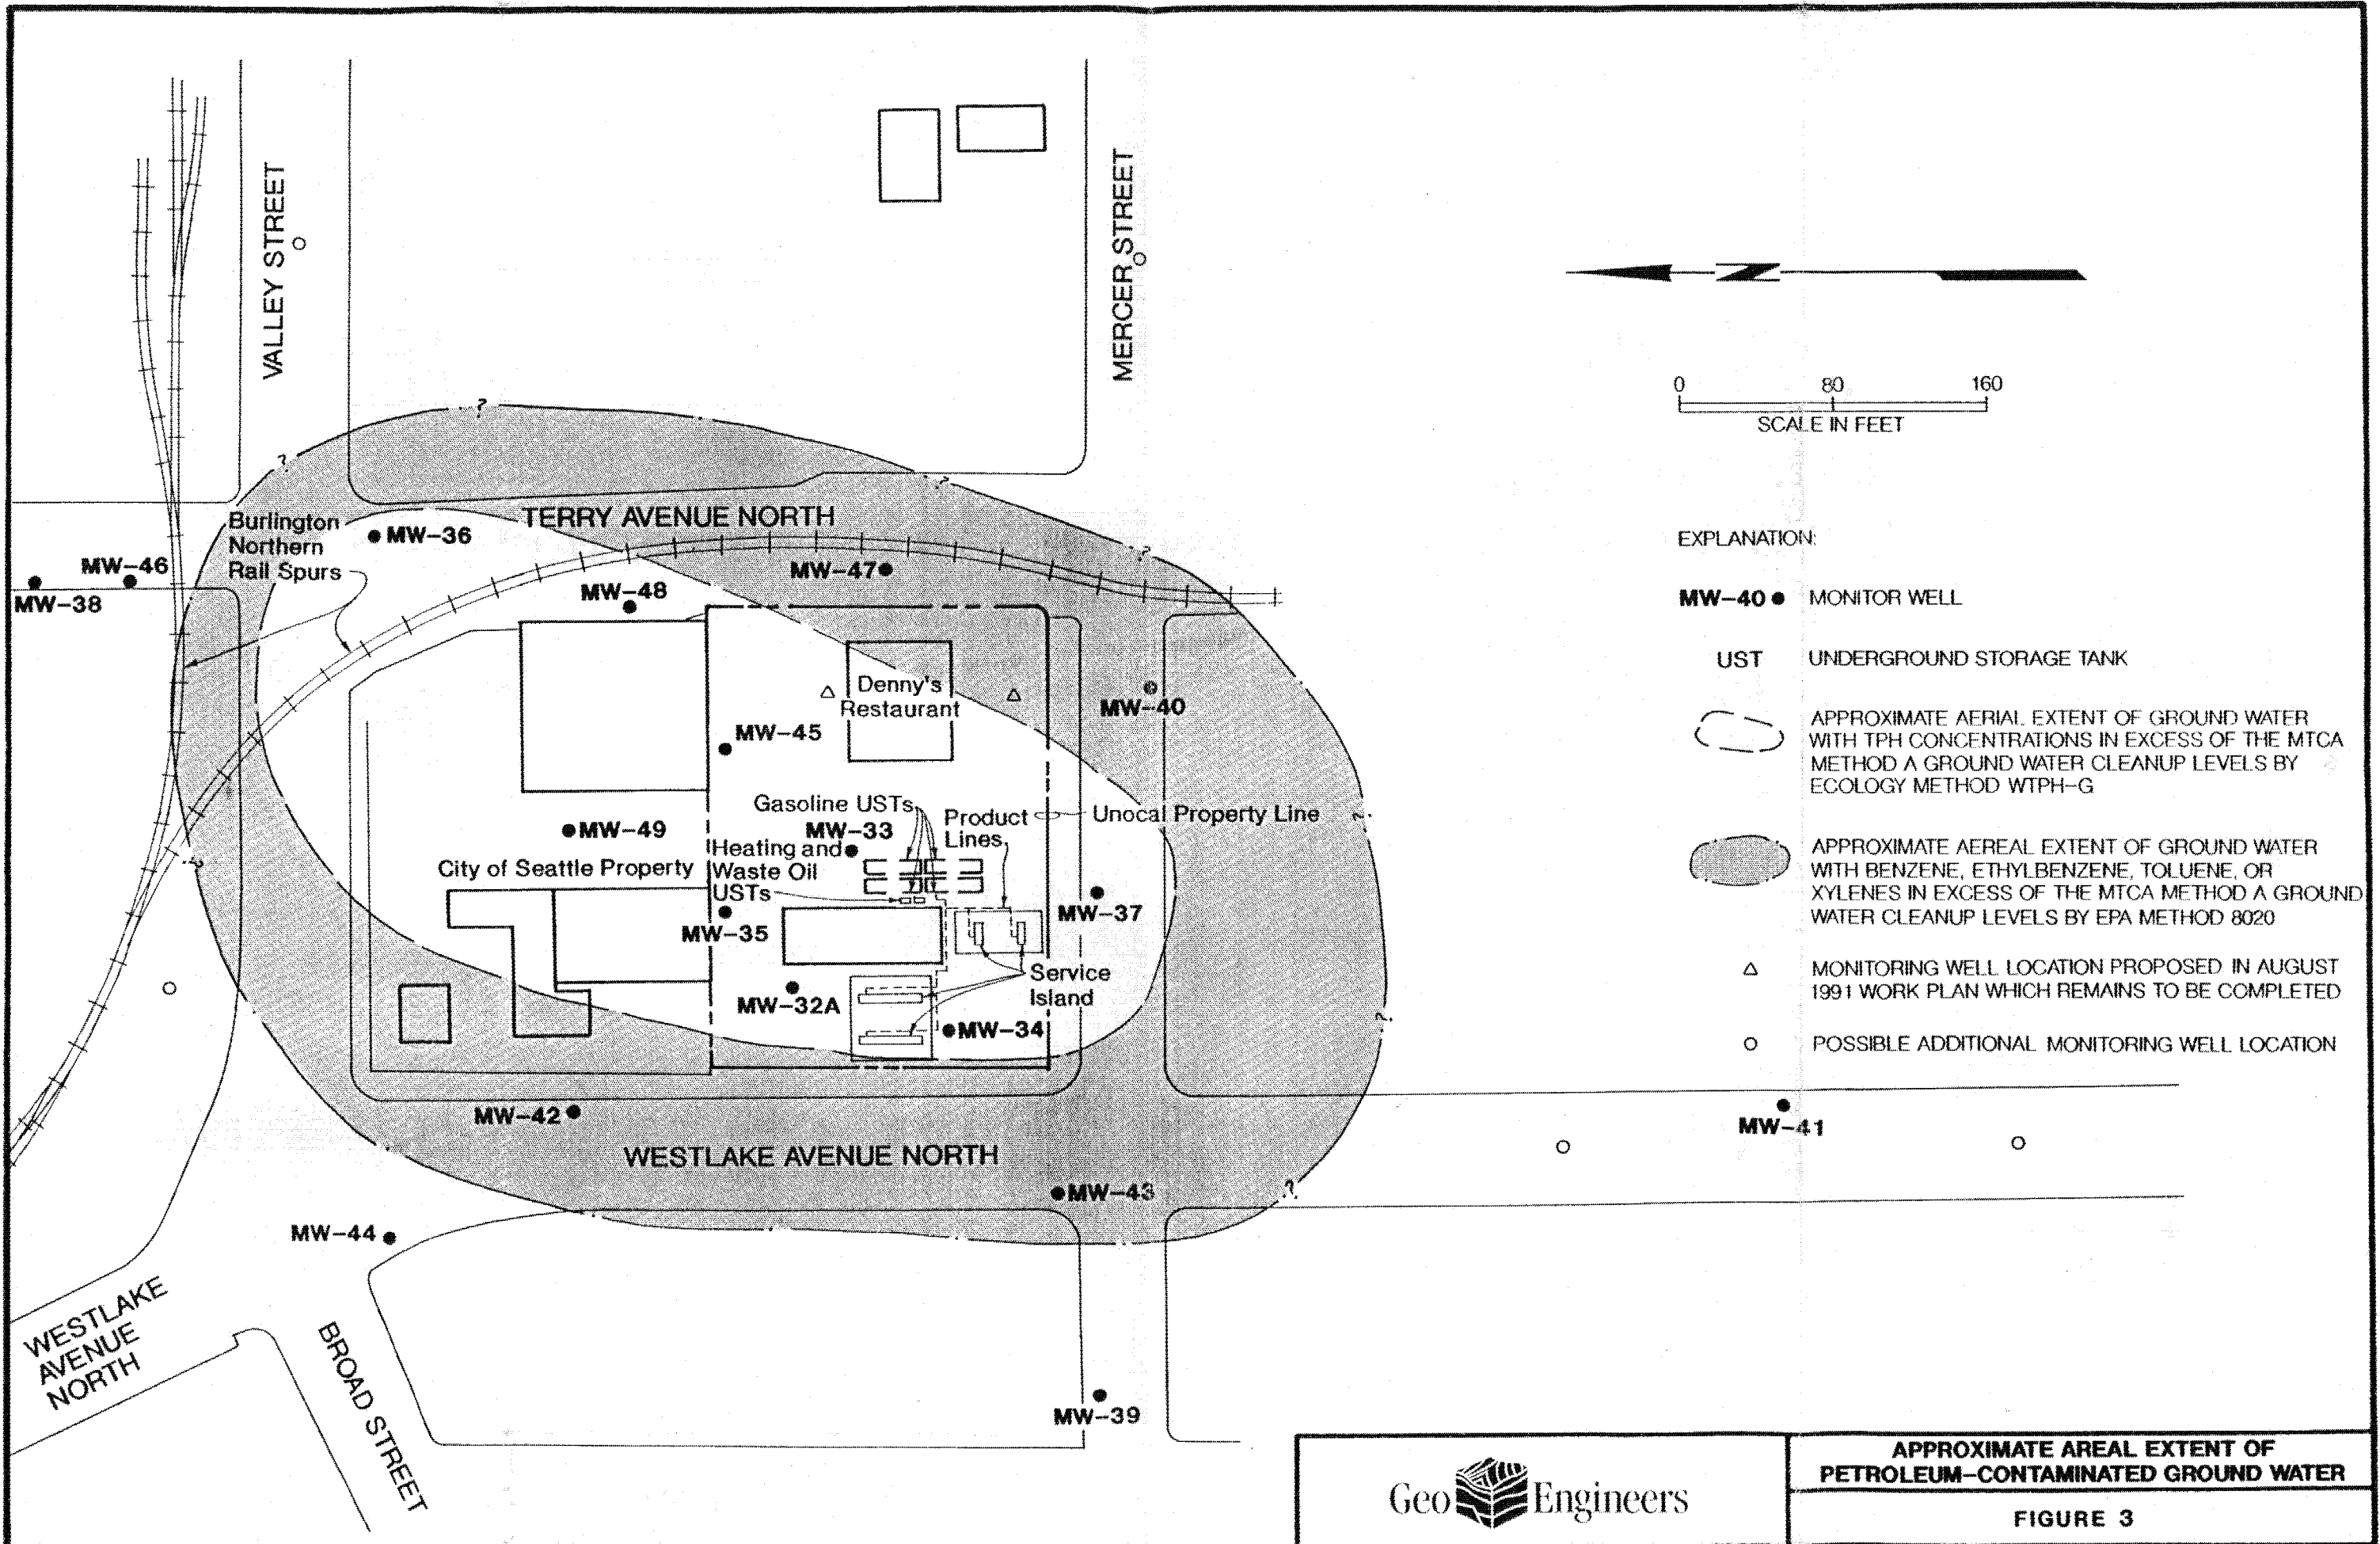 VALLEY STREET
MERCER STREET
0 80 160
SCALE IN FEET
?
?
?
?
TERRY AVENUE NORTH
Burlington
Northern
Rail Spurs
MW-36
MW-46
MW-38
MW-48
MW-47
Denny's
Restaurant
MW-40
MW-45
Gasoline USTs
MW-33
Product
Lines
Unocal Property Line
MW-49
Heating and
Waste Oil
USTs
City of Seattle Property
MW-35
MW-37
Service
Island
MW-32A
MW-34
?
?
?
?
MW-42
WESTLAKE AVENUE NORTH
MW-43
MW-41
MW-44
WESTLAKE
AVENUE
NORTH
BROAD STREET
MW-39
N
EXPLANATION:
MW-40 MONITOR WELL
UST UNDERGROUND STORAGE TANK
APPROXIMATE AERIAL EXTENT OF GROUND WATER
WITH TPH CONCENTRATIONS IN EXCESS OF THE MTCA
METHOD A GROUND WATER CLEANUP LEVELS BY
ECOLOGY METHOD WTPH-G
APPROXIMATE AEREAL EXTENT OF GROUND WATER
WITH BENZENE, ETHYLBENZENE, TOLUENE, OR
XYLENES IN EXCESS OF THE MTCA METHOD A GROUND
WATER CLEANUP LEVELS BY EPA METHOD 8020
MONITORING WELL LOCATION PROPOSED IN AUGUST
1991 WORK PLAN WHICH REMAINS TO BE COMPLETED
POSSIBLE ADDITIONAL MONITORING WELL LOCATION
Geo Engineers
APPROXIMATE AREAL EXTENT OF
PETROLEUM-CONTAMINATED GROUND WATER
FIGURE 3